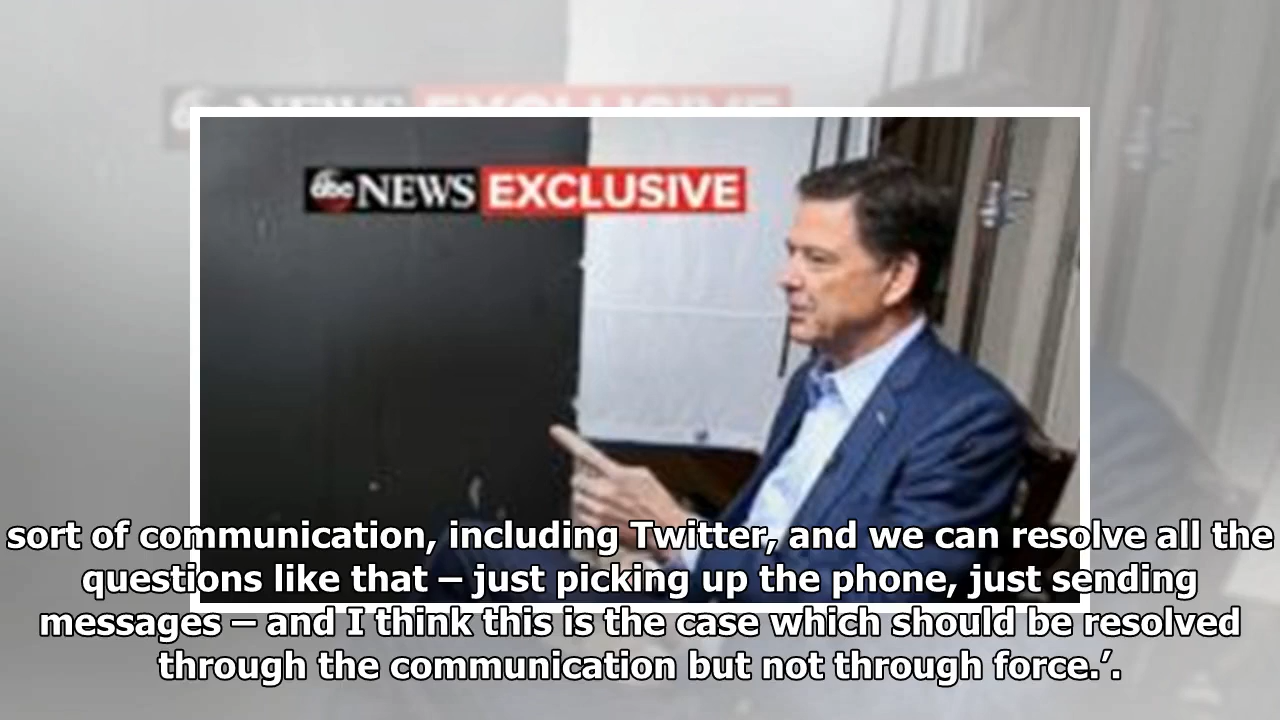 abc NEWS EXCLUSIVE
sort of communication, including Twitter, and we can resolve all the
questions like that – just picking up the phone, just sending
messages – and I think this is the case which should be resolved
through the communication but not through force.’.